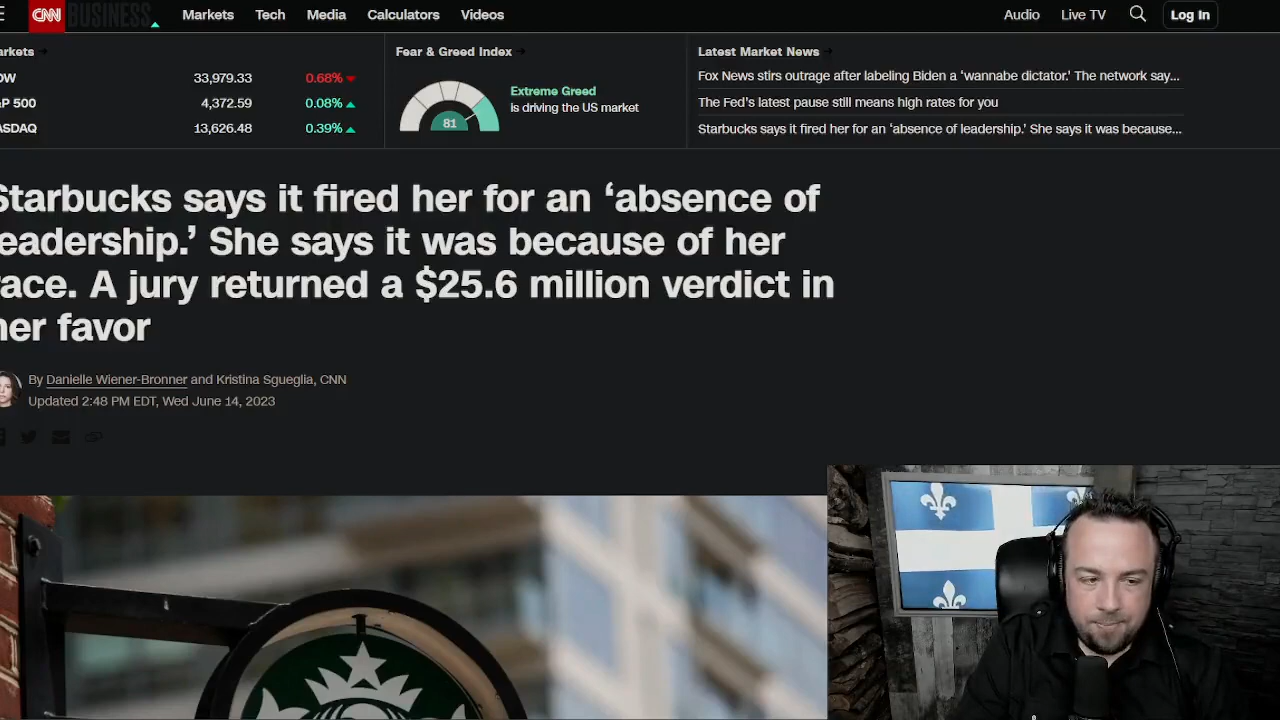 CNN BUSINESS
Markets Tech Media Calculators Videos
Audio Live TV Log In
arkets
OW 33,979.33 0.68%
P 500 4,372.59 0.08%
ASDAQ 13,626.48 0.39%
Fear & Greed Index
81
Extreme Greed
is driving the US market
Latest Market News
Fox News stirs outrage after labeling Biden a ‘wannabe dictator.’ The network say...
The Fed’s latest pause still means high rates for you
Starbucks says it fired her for an ‘absence of leadership.’ She says it was because...
Starbucks says it fired her for an ‘absence of
leadership.’ She says it was because of her
race. A jury returned a $25.6 million verdict in
her favor
By Danielle Wiener-Bronner and Kristina Sgueglia, CNN
Updated 2:48 PM EDT, Wed June 14, 2023